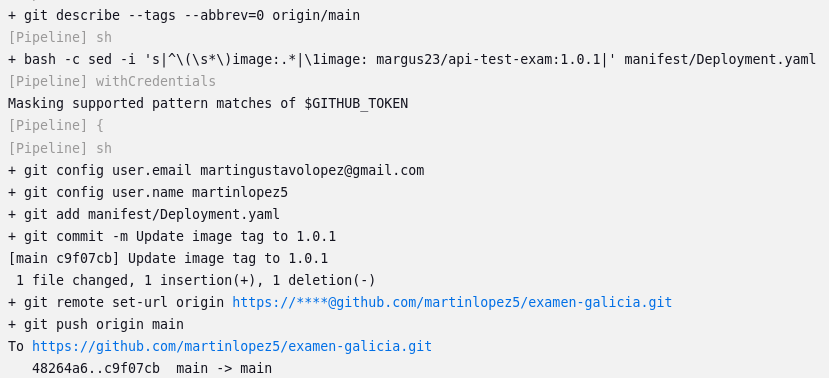 + git describe --tags --abbrev=0 origin/main
[Pipeline] sh
+ bash -c sed -i 's|^\(\s*\)image:.*|\1image: margus23/api-test-exam:1.0.1|' manifest/Deployment.yaml
[Pipeline] withCredentials
Masking supported pattern matches of $GITHUB_TOKEN
[Pipeline] {
[Pipeline] sh
+ git config user.email martingustavolopez@gmail.com
+ git config user.name martinlopez5
+ git add manifest/Deployment.yaml
+ git commit -m Update image tag to 1.0.1
[main c9f07cb] Update image tag to 1.0.1
 1 file changed, 1 insertion(+), 1 deletion(-)
+ git remote set-url origin https://****@github.com/martinlopez5/examen-galicia.git
+ git push origin main
To https://github.com/martinlopez5/examen-galicia.git
   48264a6..c9f07cb  main -> main